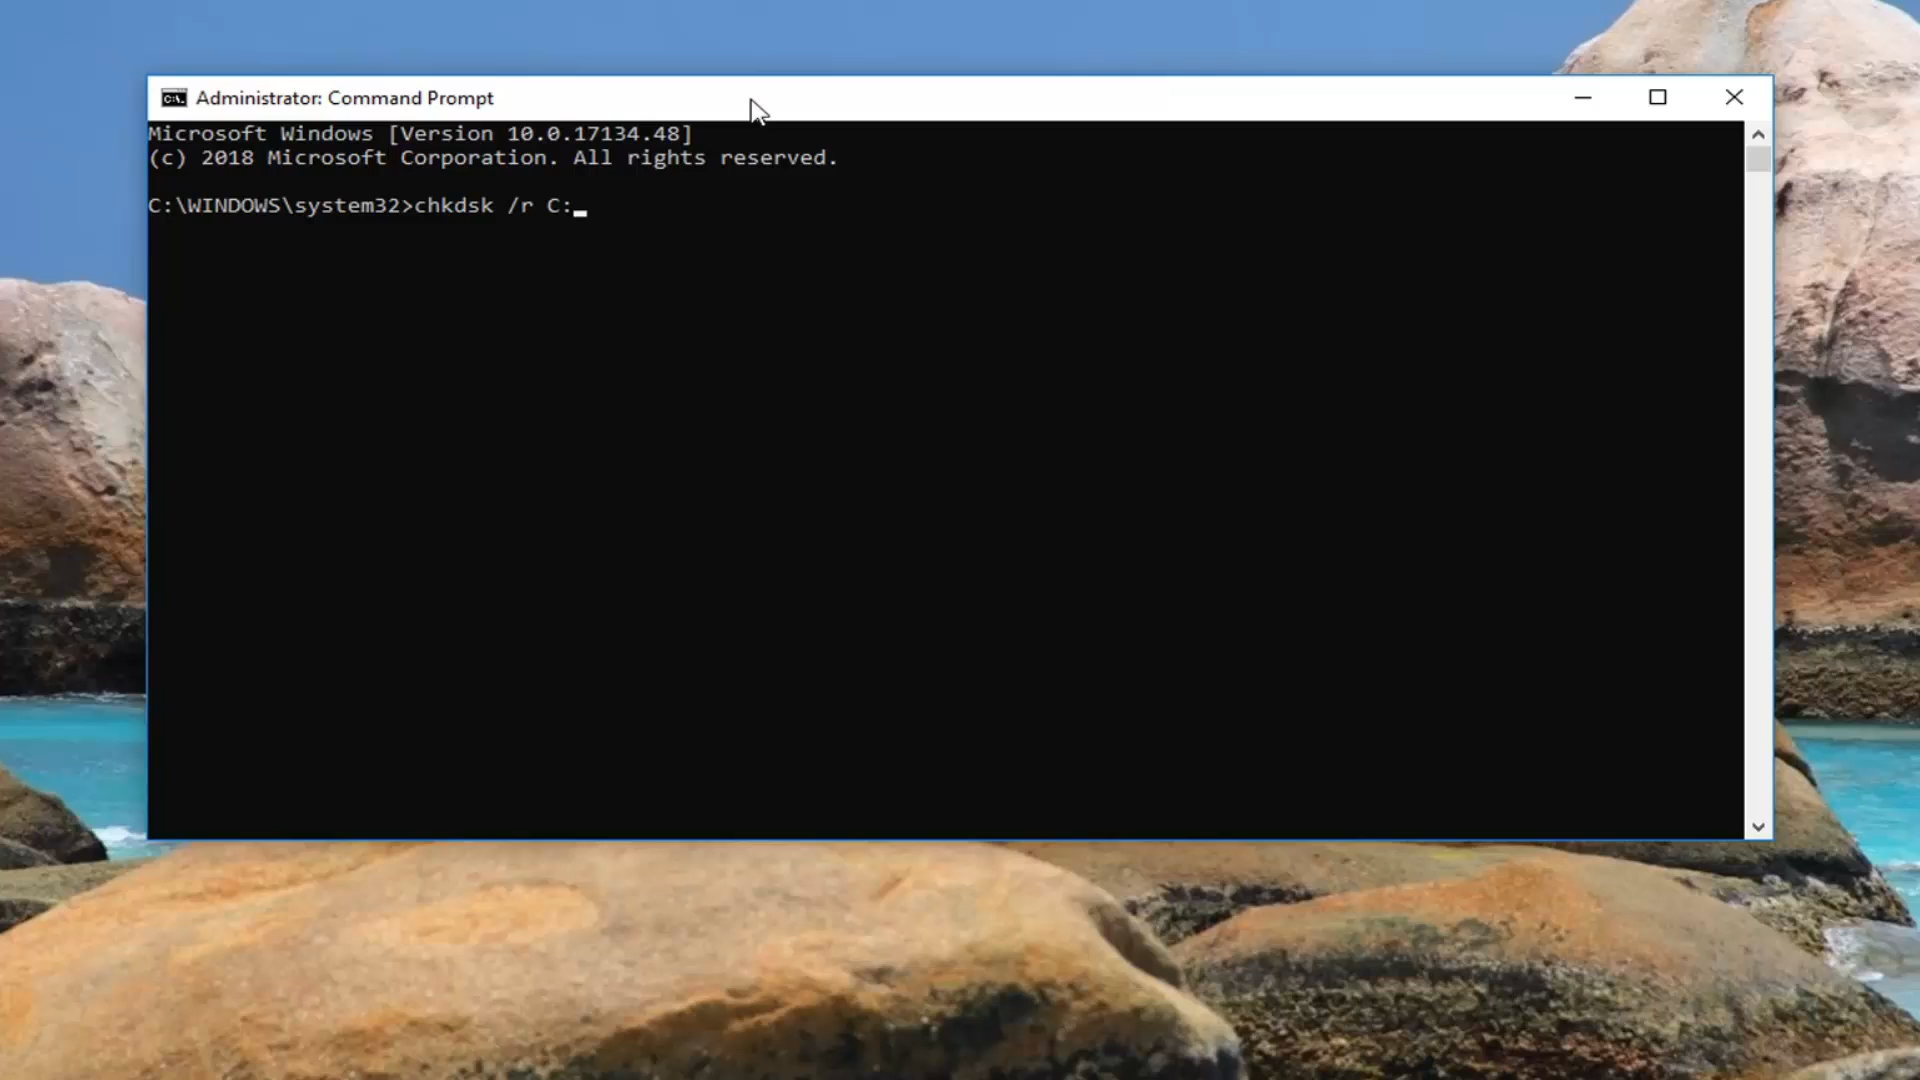 Administrator: Command Prompt
Microsoft Windows [Version 10.0.17134.48]
(c) 2018 Microsoft Corporation. All rights reserved.
C:\WINDOWS\system32>chkdsk /r C: